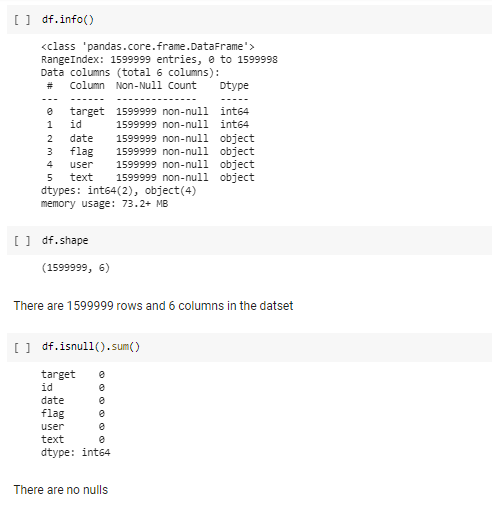 [ ] df.info()
<class 'pandas.core.frame.DataFrame'>
RangeIndex: 1599999 entries, 0 to 1599998
Data columns (total 6 columns):
#   Column  Non-Null Count    Dtype
---  ------  --------------    -----
0   target  1599999 non-null  int64
1   id      1599999 non-null  int64
2   date    1599999 non-null  object
3   flag    1599999 non-null  object
4   user    1599999 non-null  object
5   text    1599999 non-null  object
dtypes: int64(2), object(4)
memory usage: 73.2+ MB
[ ] df.shape
(1599999, 6)
There are 1599999 rows and 6 columns in the datset
[ ] df.isnull().sum()
target    0
id        0
date      0
flag      0
user      0
text      0
dtype: int64
There are no nulls